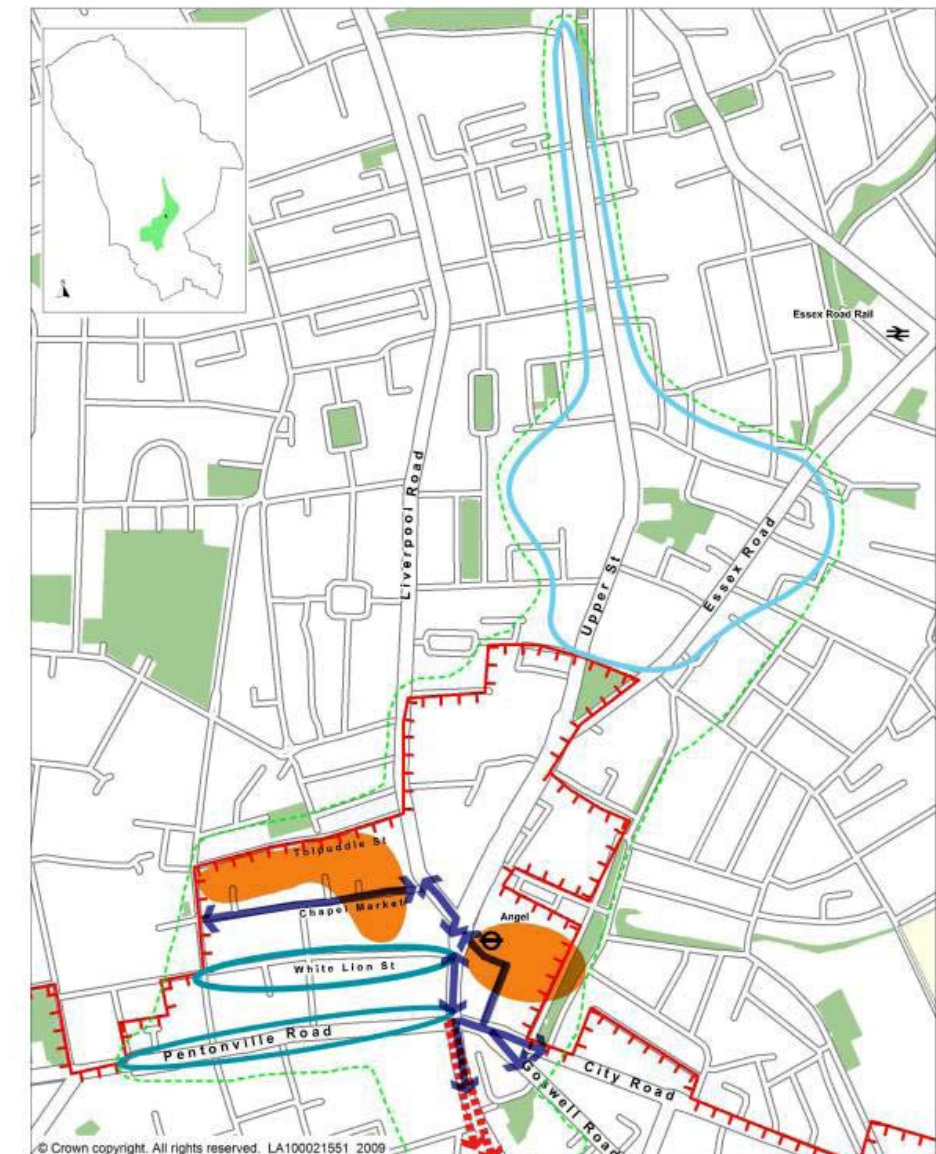 Essex Road Rail
Liverpool Road
Upper St
Essex Road
Tolpuddle St
Chapel Market
Angel
White Lion St
Pentonville Road
City Road
Goswell Road
© Crown copyright. All rights reserved. LA100021551 2009